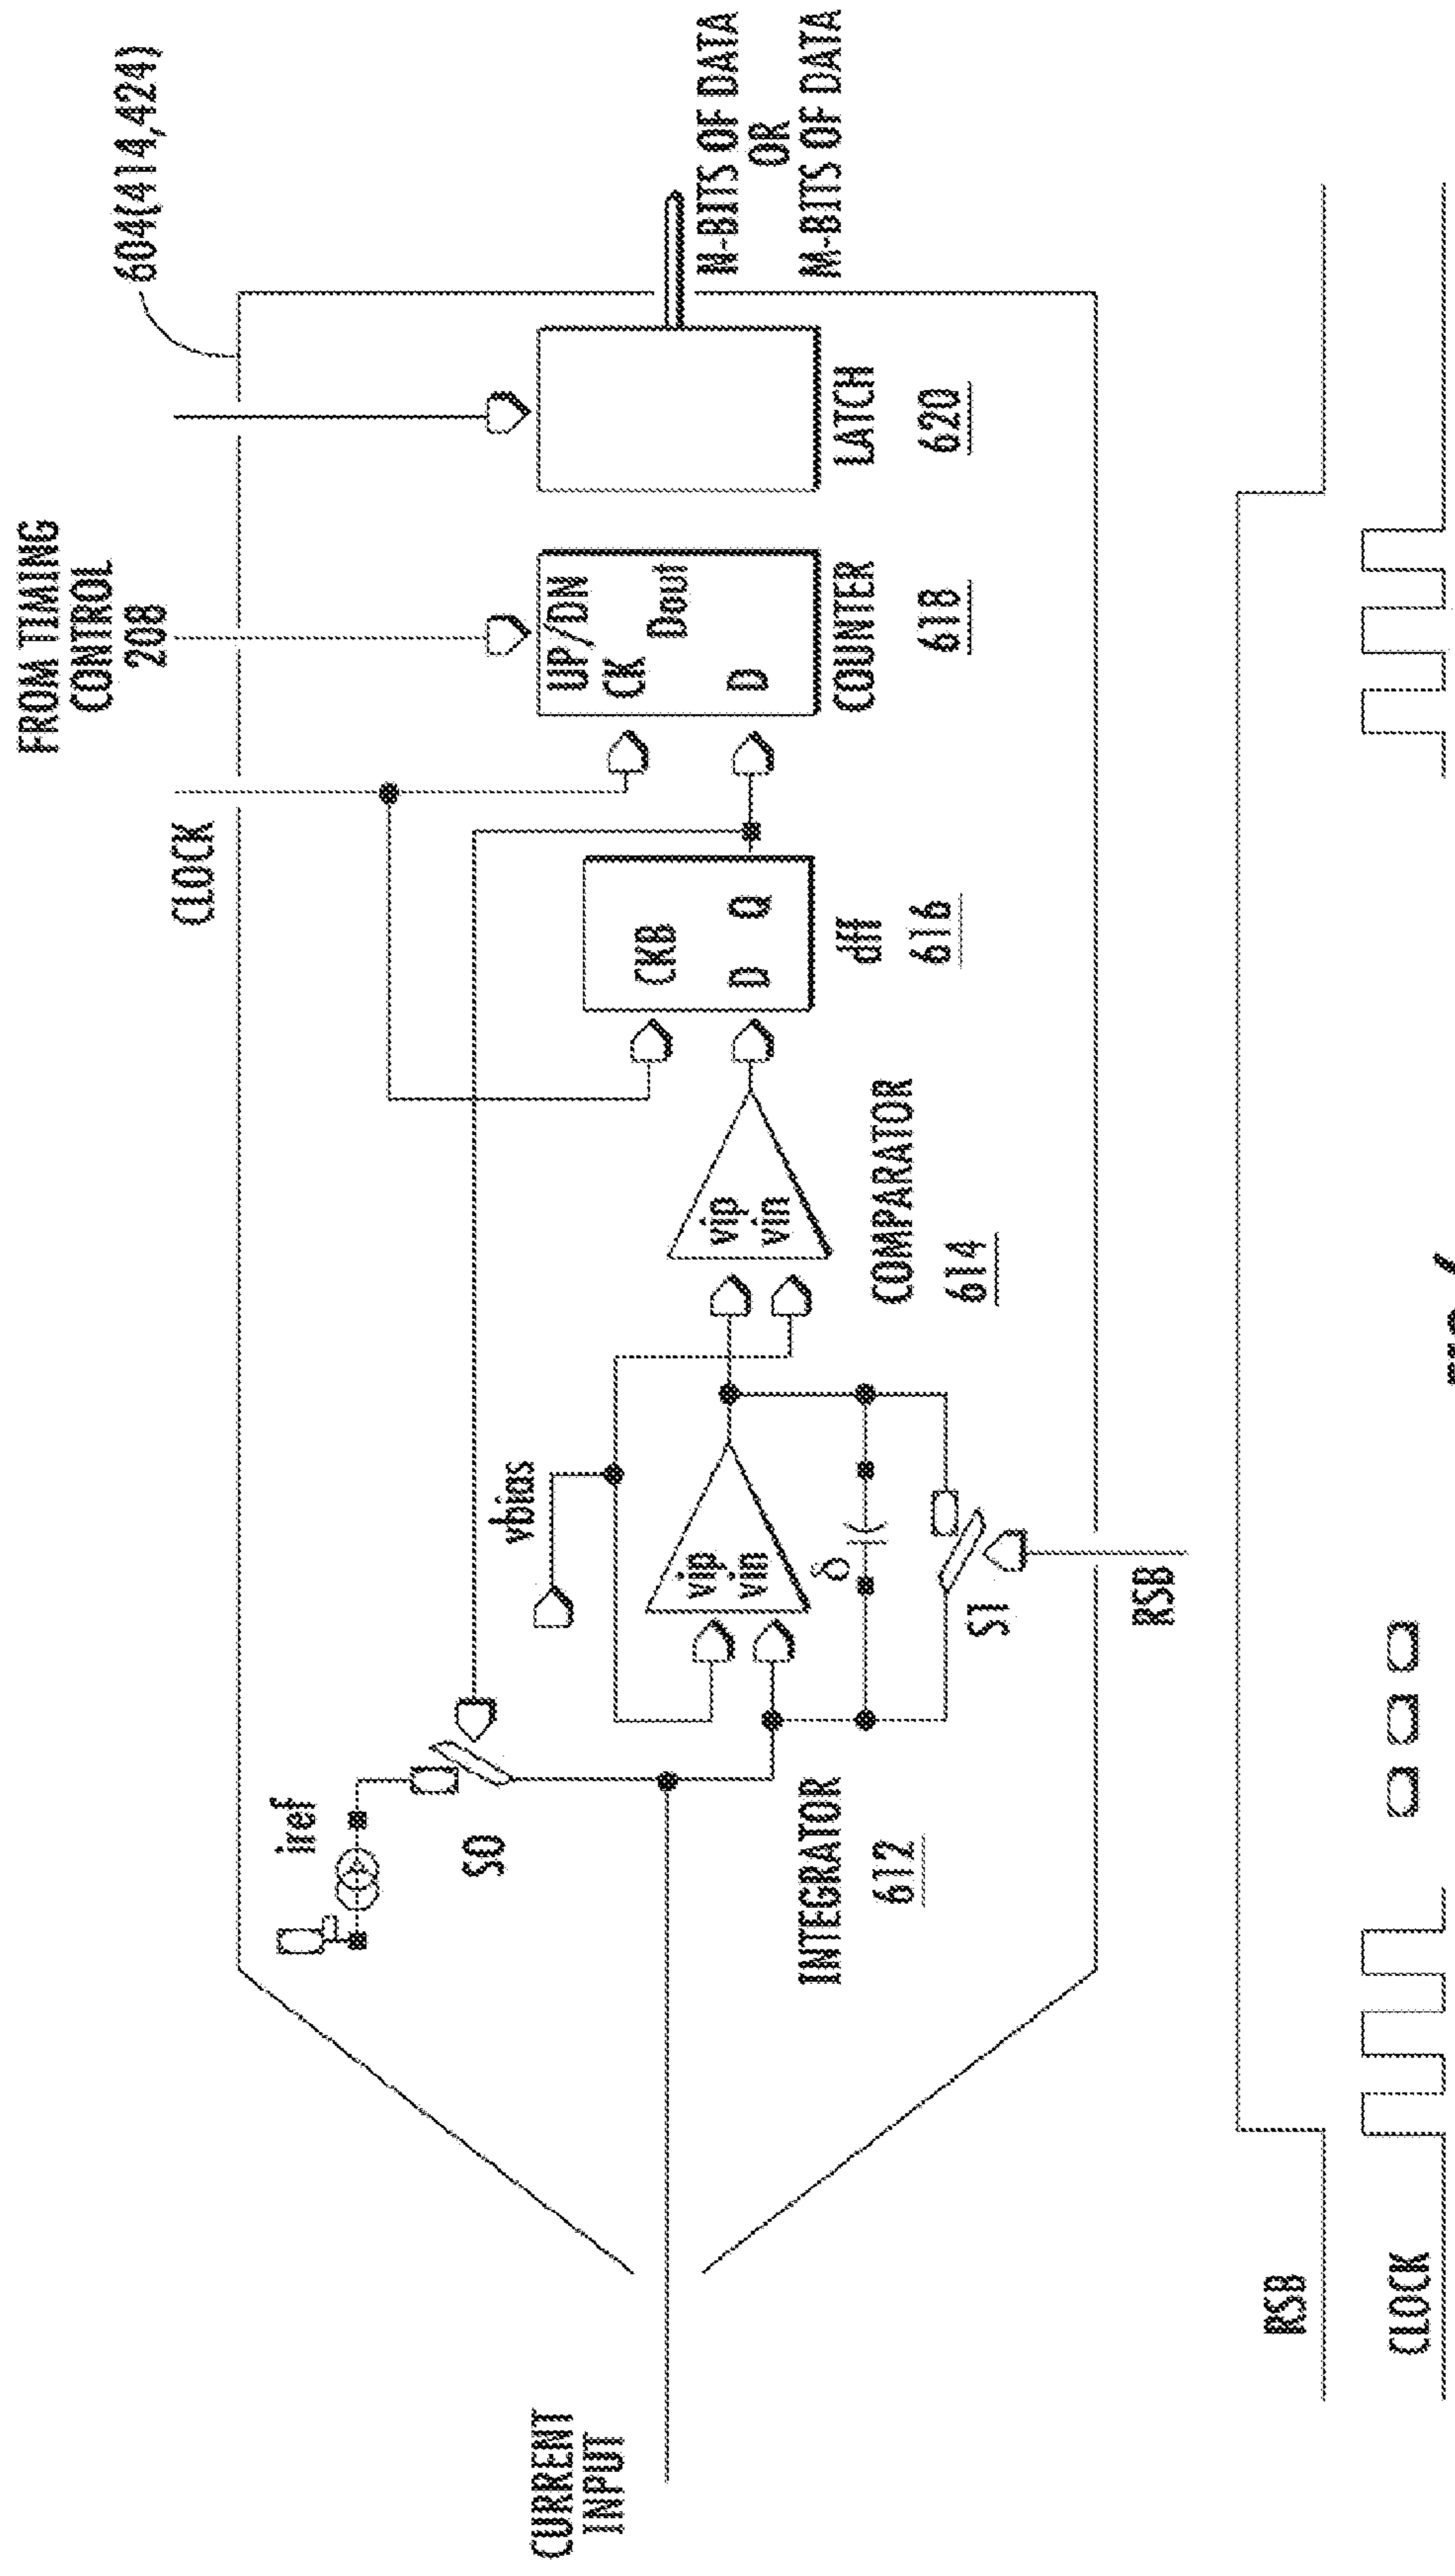 604(414,424)
FROM TIMING
CONTROL
208
CLOCK
N-BITS OF DATA
OR
M-BITS OF DATA
iref
S0
vbias
UP/DN
CK
Dout
D
CKB
D Q
vip
vin
vip
vin
CURRENT
INPUT
S1
INTEGRATOR
612
COMPARATOR
614
dff
616
COUNTER
618
LATCH
620
RSB
RSB
CLOCK